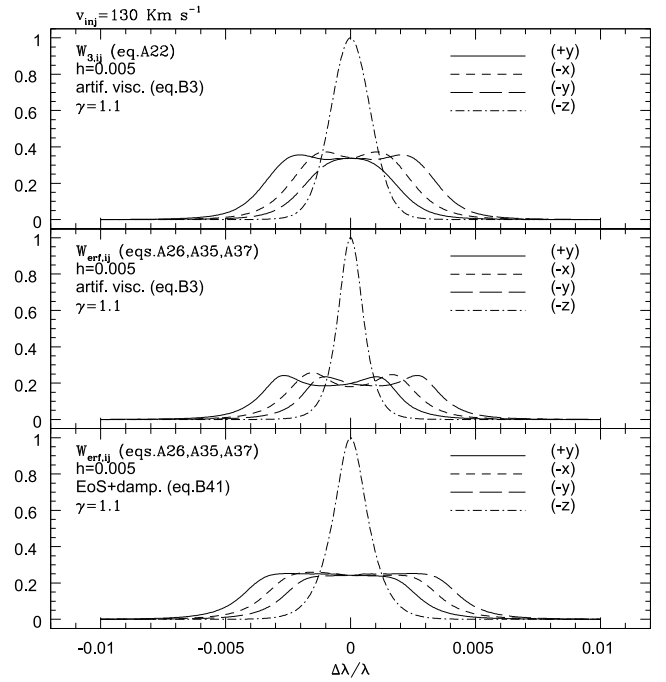 v_inj=130 Km s⁻¹
W_3,ij (eq.A22)
h=0.005
artif. visc. (eq.B3)
γ=1.1
(+y)
(-x)
(-y)
(-z)
1
0.8
0.6
0.4
0.2
0
W_erf,ij (eqs.A26,A35,A37)
h=0.005
artif. visc. (eq.B3)
γ=1.1
(+y)
(-x)
(-y)
(-z)
1
0.8
0.6
0.4
0.2
0
W_erf,ij (eqs.A26,A35,A37)
h=0.005
EoS+damp. (eq.B41)
γ=1.1
(+y)
(-x)
(-y)
(-z)
1
0.8
0.6
0.4
0.2
0
-0.01 -0.005 0 0.005 0.01
Δλ/λ